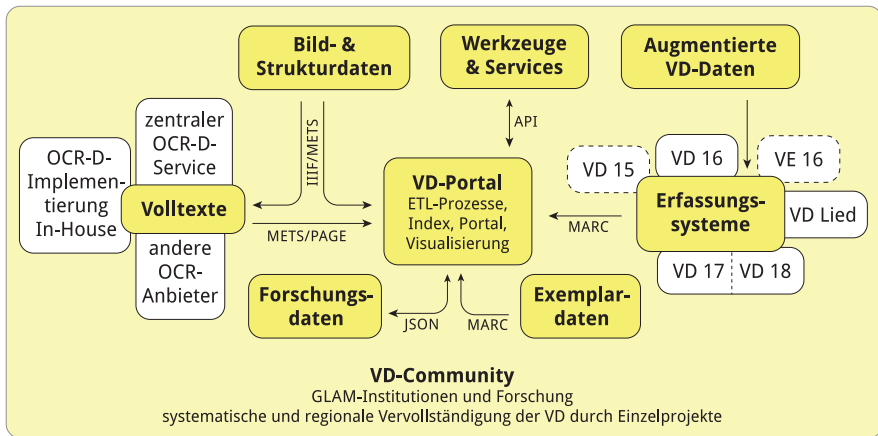 Bild- &
Strukturdaten
Werkzeuge
& Services
Augmentierte
VD-Daten
IIIF/METS
API
zentraler
OCR-D-
Service
OCR-D-
Implemen-
tierung
In-House
Volltexte
andere
OCR-
Anbieter
METS/PAGE
VD-Portal
ETL-Prozesse,
Index, Portal,
Visualisierung
MARC
VD 15
VD 16
VE 16
Erfassungs-
systeme
VD Lied
VD 17
VD 18
Forschungs-
daten
JSON
MARC
Exemplar-
daten
VD-Community
GLAM-Institutionen und Forschung
systematische und regionale Vervollständigung der VD durch Einzelprojekte